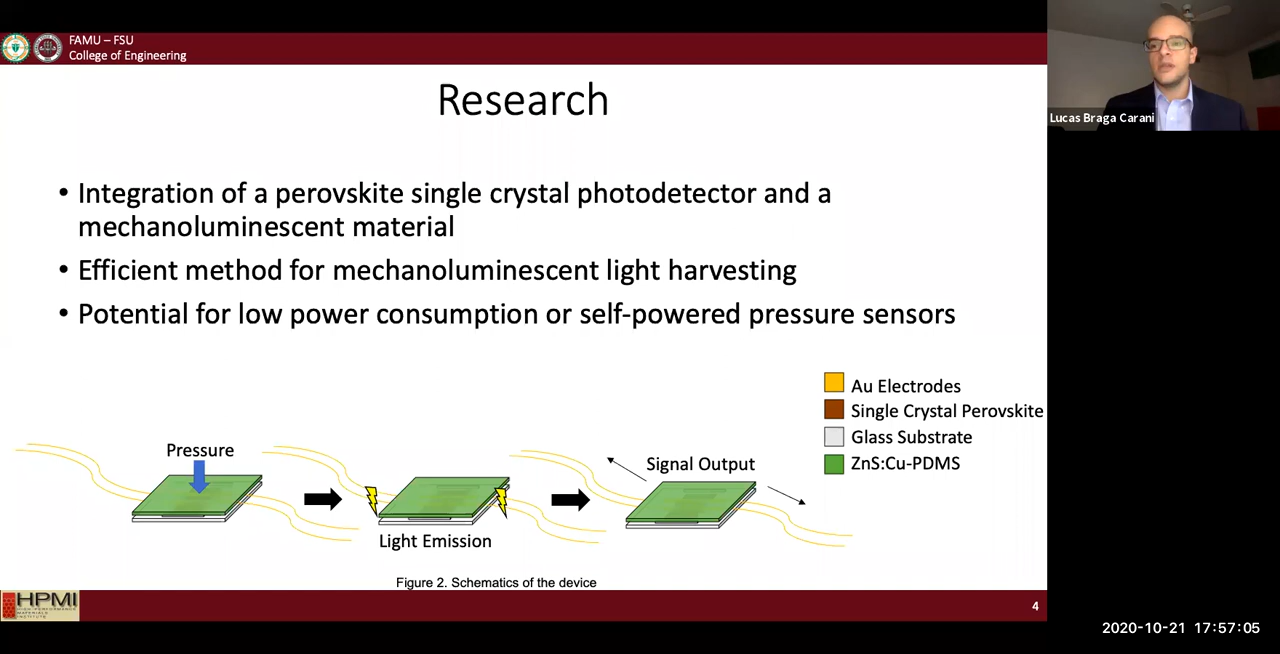 FAMU – FSU
College of Engineering
Research
• Integration of a perovskite single crystal photodetector and a
mechanoluminescent material
• Efficient method for mechanoluminescent light harvesting
• Potential for low power consumption or self-powered pressure sensors
Au Electrodes
Single Crystal Perovskite
Glass Substrate
ZnS:Cu-PDMS
Pressure
Light Emission
Signal Output
Figure 2. Schematics of the device
HPMI
4
Lucas Braga Carani
2020-10-21 17:57:05